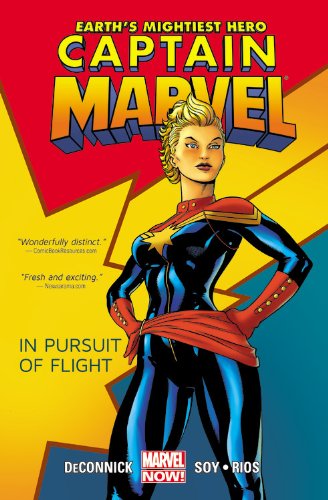 EARTH'S MIGHTIEST HERO
CAPTAIN
MARVEL
"Wonderfully distinct."
— ComicBookResources.com
"Fresh and exciting."
— Newsarama.com
IN PURSUIT
OF FLIGHT
DeCONNICK
MARVEL
NOW!
SOY • RIOS